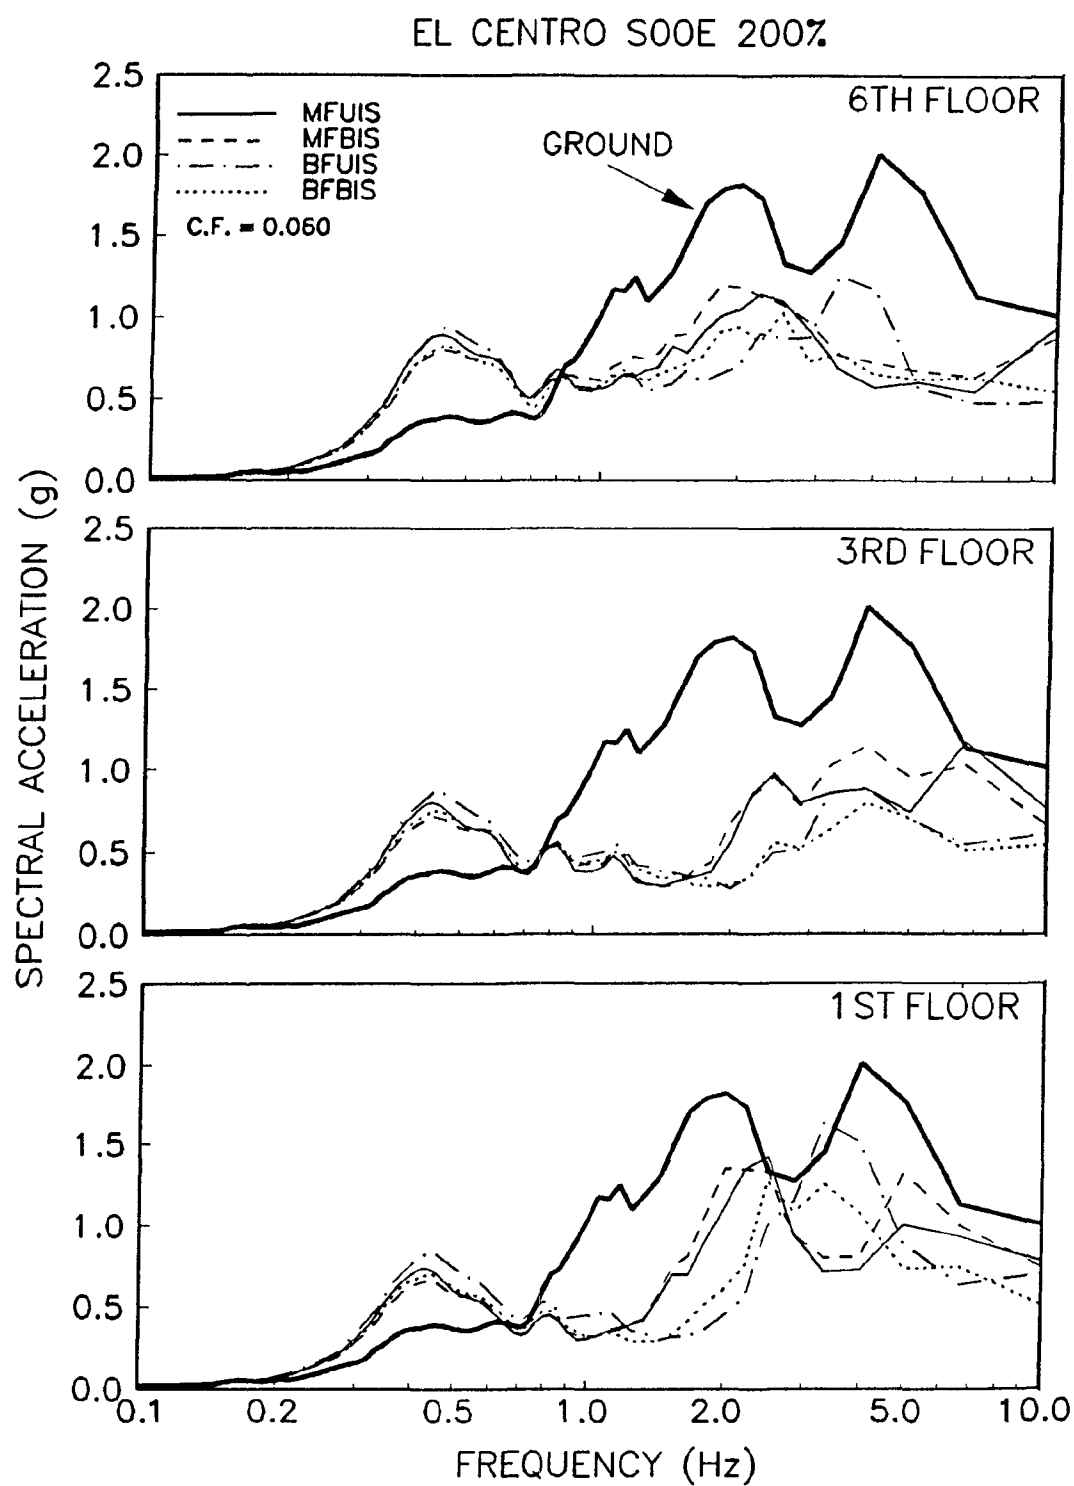 EL CENTRO S00E 200%
2.5
6TH FLOOR
MFUIS
MFBIS
BFUIS
BFBIS
C.F. = 0.060
GROUND
2.0
1.5
1.0
0.5
0.0
2.5
3RD FLOOR
2.0
1.5
1.0
0.5
0.0
2.5
1ST FLOOR
2.0
1.5
1.0
0.5
0.0
SPECTRAL ACCELERATION (g)
0.1 0.2 0.5 1.0 2.0 5.0 10.0
FREQUENCY (Hz)